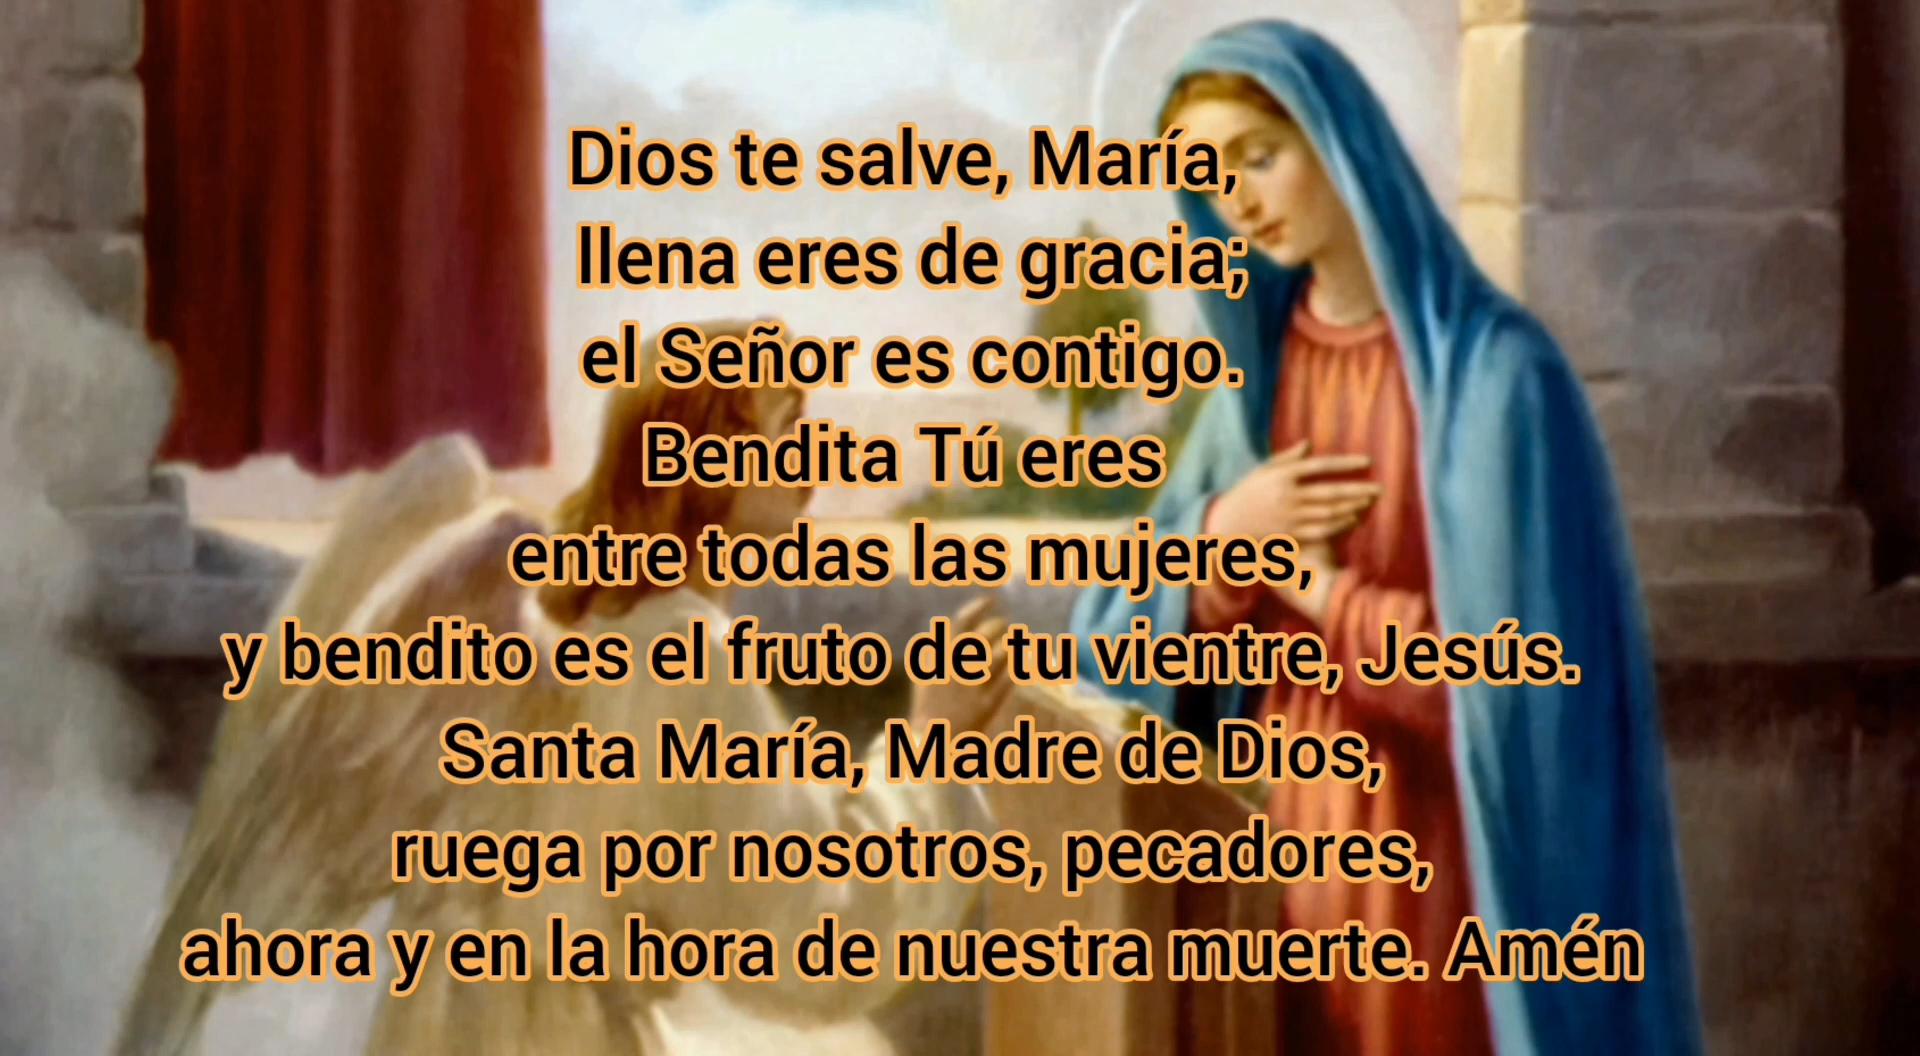 Dios te salve, María,
llena eres de gracia;
el Señor es contigo.
Bendita Tú eres
entre todas las mujeres,
y bendito es el fruto de tu vientre, Jesús.
Santa María, Madre de Dios,
ruega por nosotros, pecadores,
ahora y en la hora de nuestra muerte. Amén